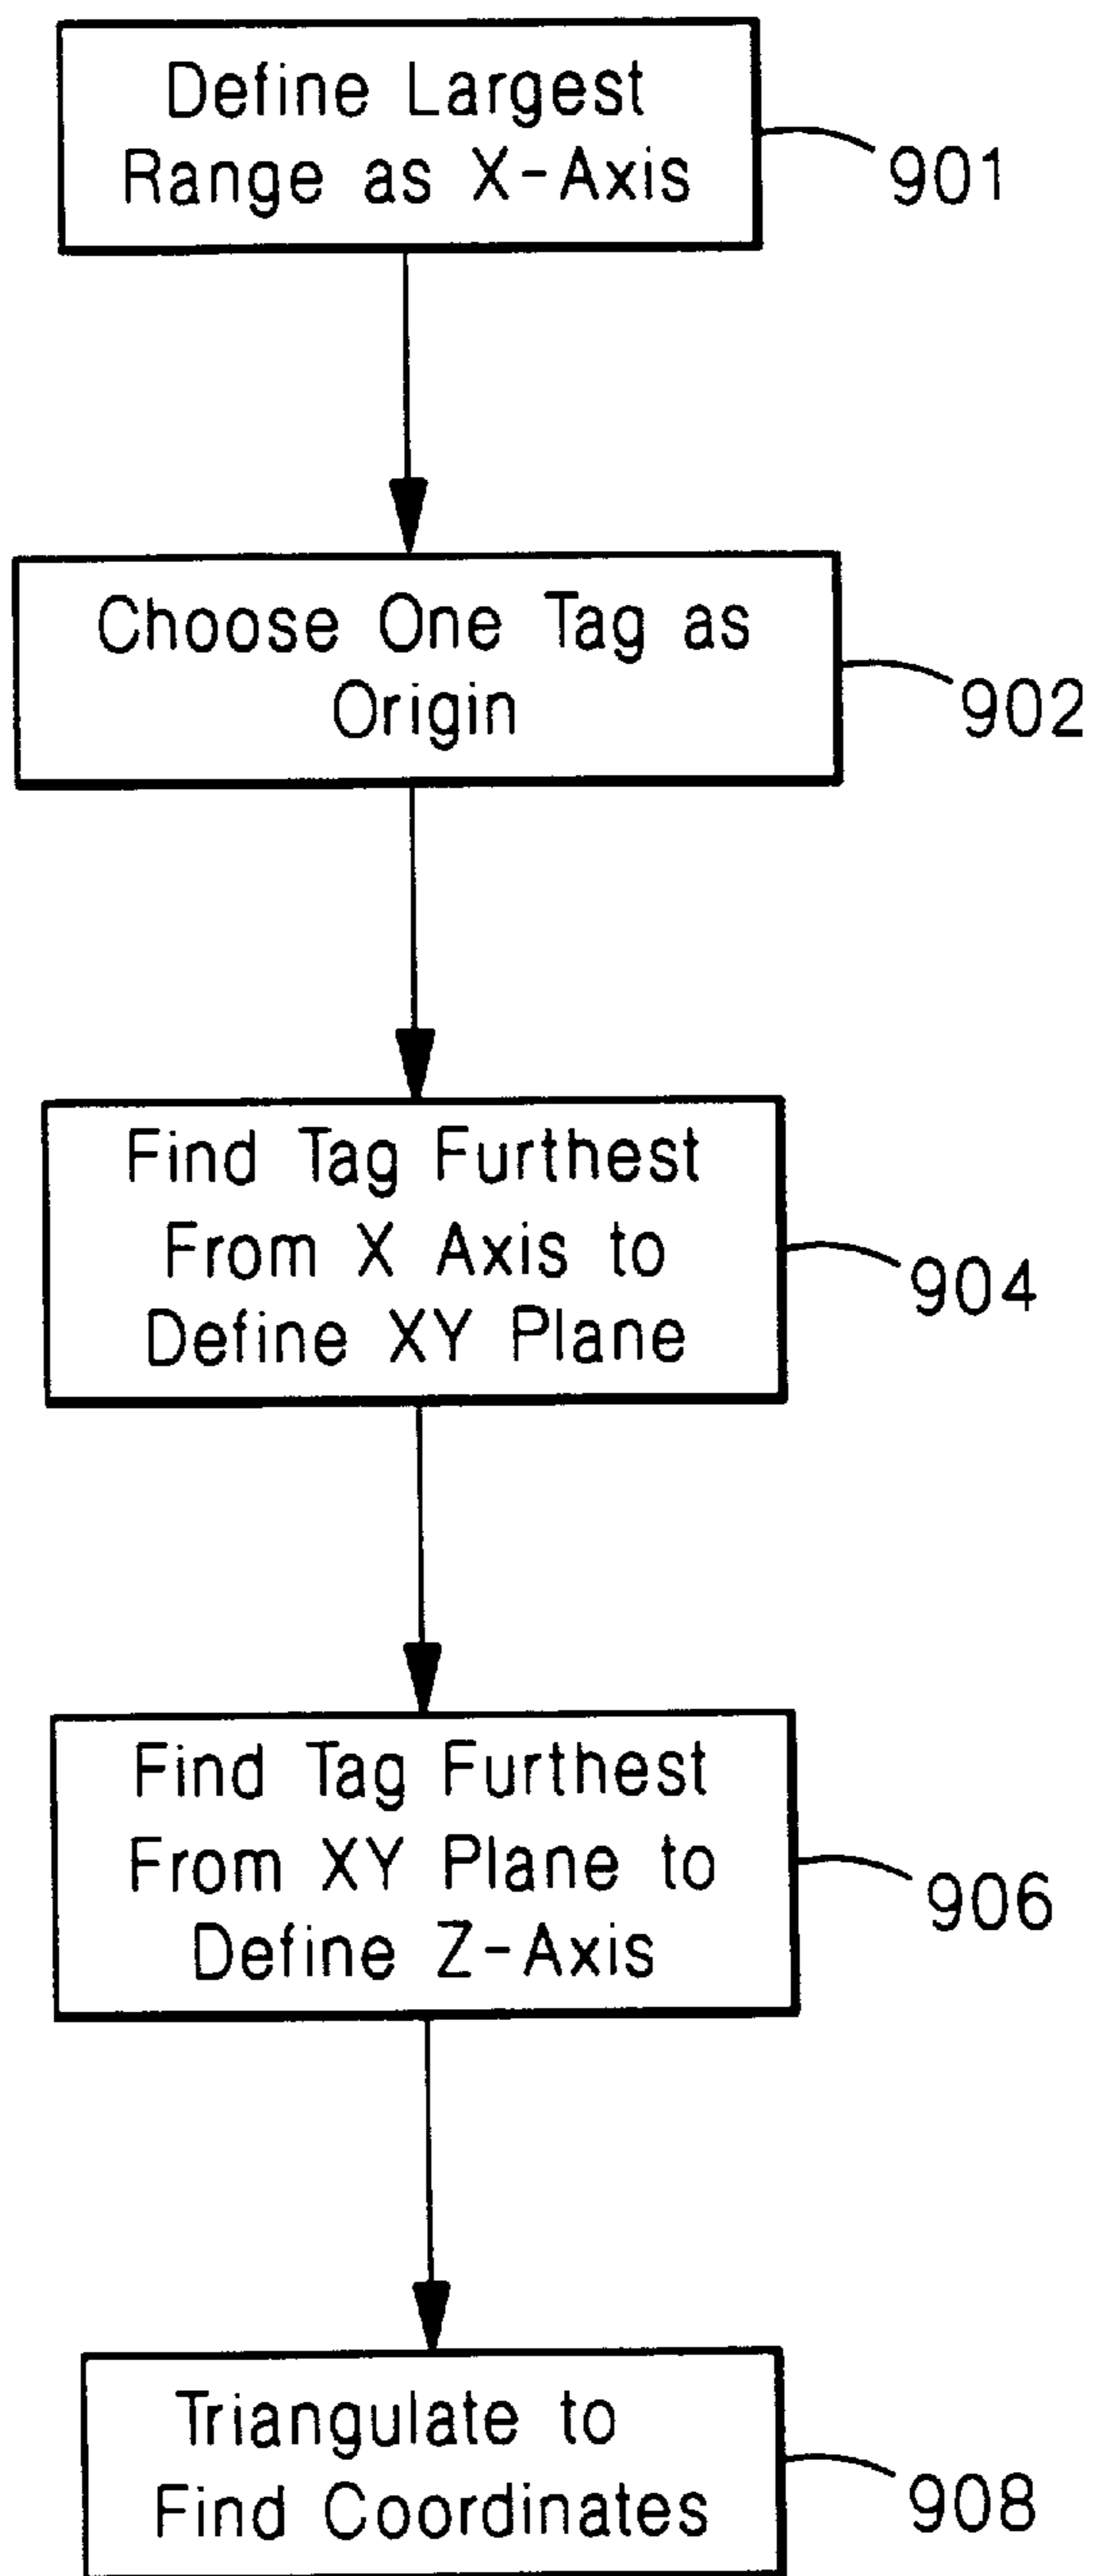 Define Largest
Range as X-Axis
901
Choose One Tag as
Origin
902
Find Tag Furthest
From X Axis to
Define XY Plane
904
Find Tag Furthest
From XY Plane to
Define Z-Axis
906
Triangulate to
Find Coordinates
908